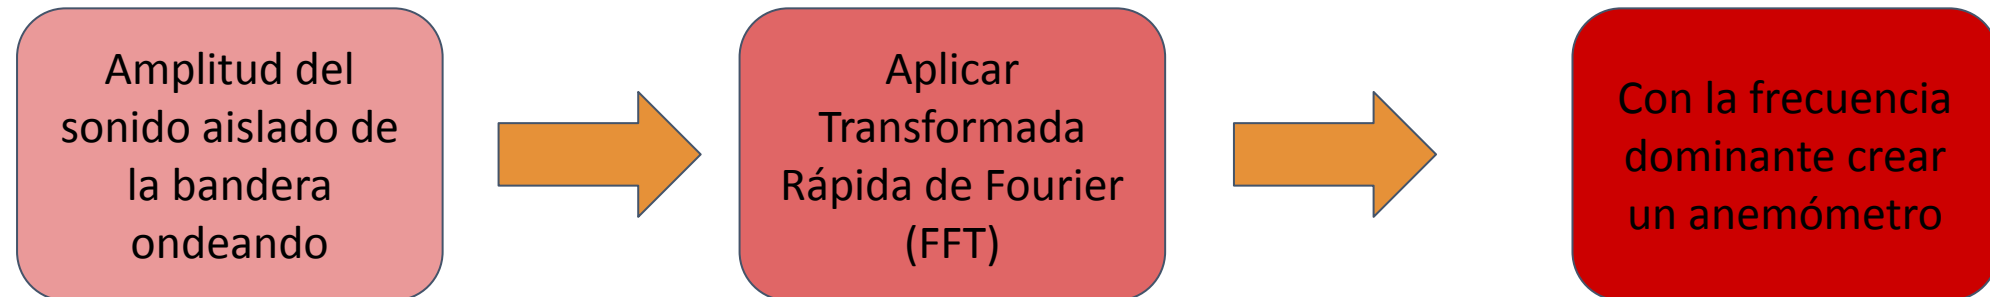 Amplitud del
sonido aislado de
la bandera
ondeando
Aplicar
Transformada
Rápida de Fourier
(FFT)
Con la frecuencia
dominante crear
un anemómetro